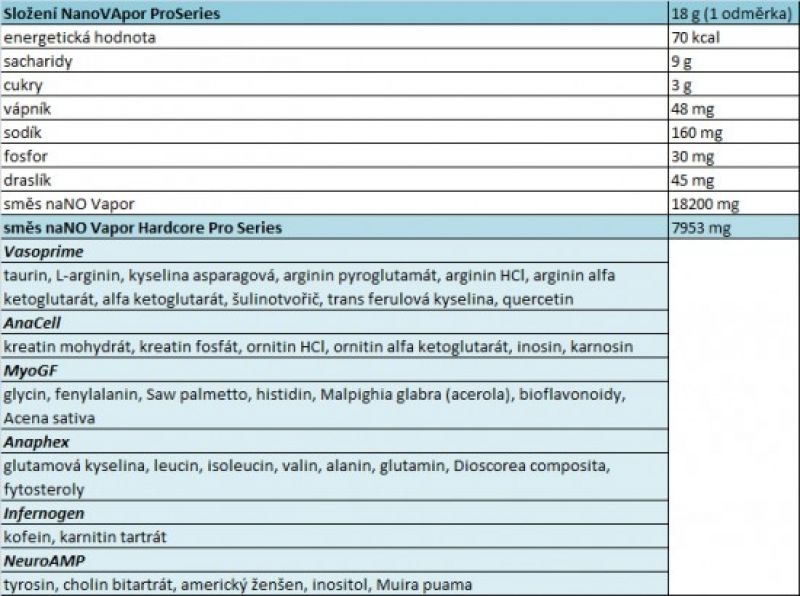 Složení NanoVApor ProSeries 18 g (1 odměrka)
energetická hodnota 70 kcal
sacharidy 9 g
cukry 3 g
vápník 48 mg
sodík 160 mg
fosfor 30 mg
draslík 45 mg
směs naNO Vapor 18200 mg
směs naNO Vapor Hardcore Pro Series 7953 mg
Vasoprime
taurin, L-arginin, kyselina asparagová, arginin pyroglutamát, arginin HCl, arginin alfa
ketoglutarát, alfa ketoglutarát, šulinotvořič, trans ferulová kyselina, quercetin
AnaCell
kreatin mohydrát, kreatin fosfát, ornitin HCl, ornitin alfa ketoglutarát, inosin, karnosin
MyoGF
glycin, fenylalanin, Saw palmetto, histidin, Malpighia glabra (acerola), bioflavonoidy,
Acena sativa
Anaphex
glutamová kyselina, leucin, isoleucin, valin, alanin, glutamin, Dioscorea composita,
fytosteroly
Infernogen
kofein, karnitin tartrát
NeuroAMP
tyrosin, cholin bitartrát, americký ženšen, inositol, Muira puama